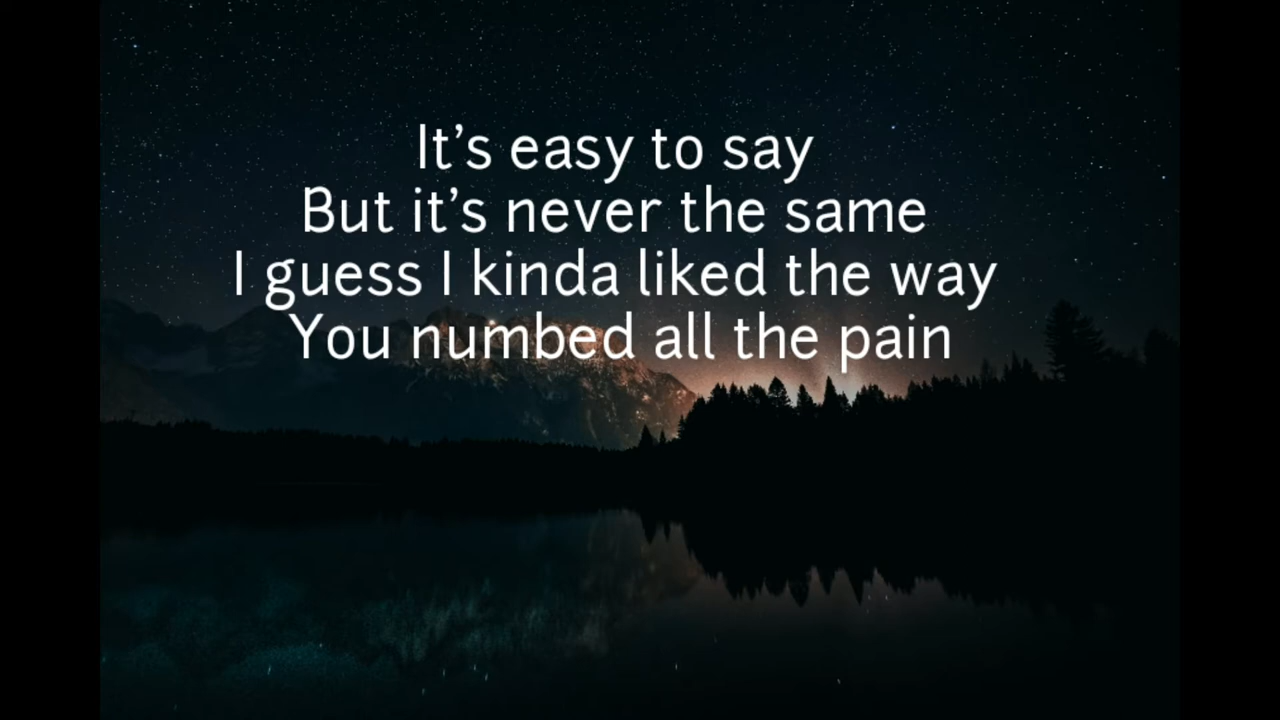 It's easy to say
But it's never the same
I guess I kinda liked the way
You numbed all the pain